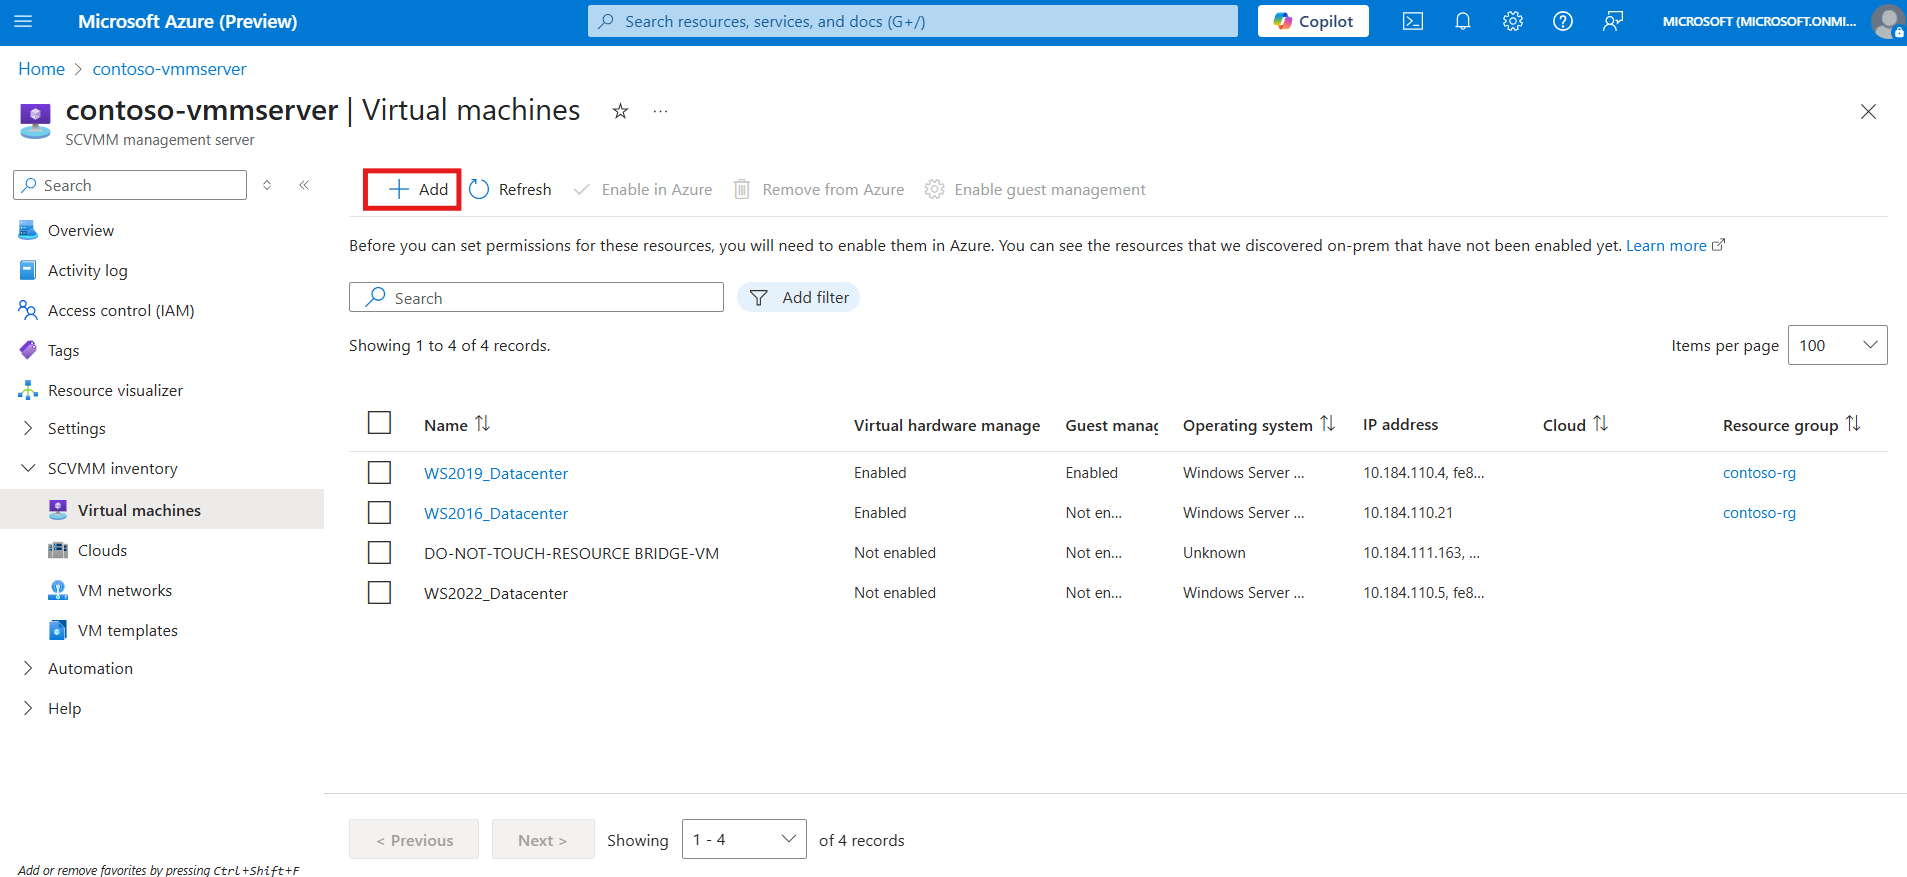 Microsoft Azure (Preview)
Search resources, services, and docs (G+/)
Copilot
MICROSOFT (MICROSOFT.ONMI...
Home > contoso-vmmserver
contoso-vmmserver | Virtual machines
...
SCVMM management server
Search
Add
Refresh
Enable in Azure
Remove from Azure
Enable guest management
Overview
Activity log
Access control (IAM)
Tags
Resource visualizer
Settings
SCVMM inventory
Virtual machines
Clouds
VM networks
VM templates
Automation
Help
Before you can set permissions for these resources, you will need to enable them in Azure. You can see the resources that we discovered on-prem that have not been enabled yet. Learn more
Search
Add filter
Showing 1 to 4 of 4 records.
Items per page 100
Name Virtual hardware manage Guest manag Operating system IP address Cloud Resource group
WS2019_Datacenter Enabled Enabled Windows Server ... 10.184.110.4, fe8... contoso-rg
WS2016_Datacenter Enabled Not en... Windows Server ... 10.184.110.21 contoso-rg
DO-NOT-TOUCH-RESOURCE BRIDGE-VM Not enabled Not en... Unknown 10.184.111.163, ...
WS2022_Datacenter Not enabled Not en... Windows Server ... 10.184.110.5, fe8...
< Previous Next > Showing 1 - 4 of 4 records
Add or remove favorites by pressing Ctrl+Shift+F